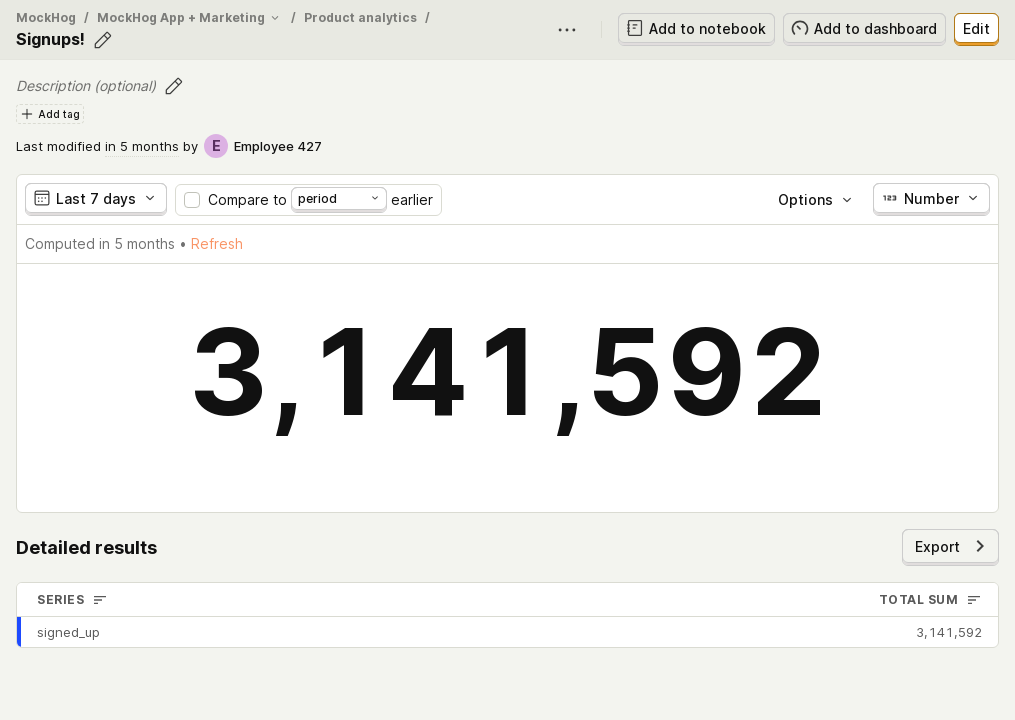 MockHog / MockHog App + Marketing / Product analytics /
Signups!
Add to notebook
Add to dashboard
Edit
Description (optional)
Add tag
Last modified in 5 months by E Employee 427
Last 7 days
Compare to period earlier
Options
123 Number
Computed in 5 months • Refresh
3,141,592
Detailed results
Export
SERIES TOTAL SUM
signed_up 3,141,592